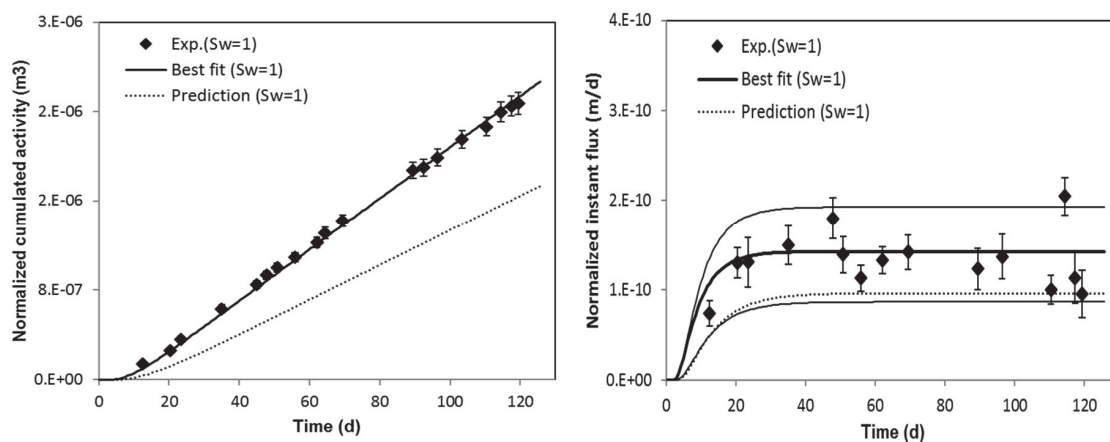 3.E-06
2.E-06
2.E-06
8.E-07
0.E+00
Normalized cumulated activity (m3)
Exp.(Sw=1)
Best fit (Sw=1)
Prediction (Sw=1)
0 20 40 60 80 100 120
Time (d)
4.E-10
3.E-10
2.E-10
1.E-10
0.E+00
Normalized instant flux (m/d)
Exp.(Sw=1)
Best fit (Sw=1)
Prediction (Sw=1)
0 20 40 60 80 100 120
Time (d)